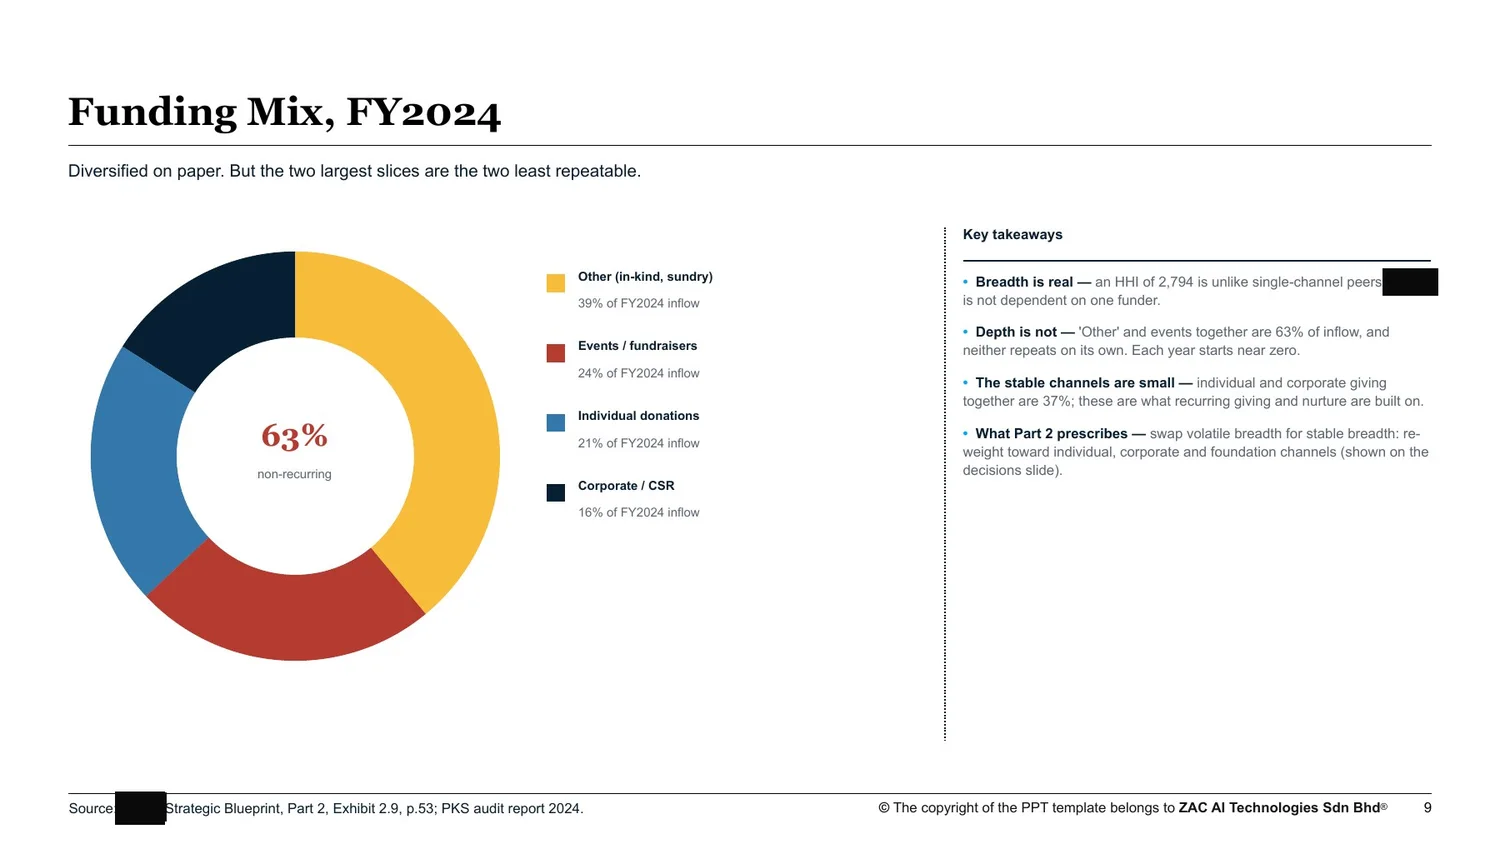 Funding Mix, FY2024
Diversified on paper. But the two largest slices are the two least repeatable.
63%
non-recurring
Other (in-kind, sundry)
39% of FY2024 inflow
Events / fundraisers
24% of FY2024 inflow
Individual donations
21% of FY2024 inflow
Corporate / CSR
16% of FY2024 inflow
Key takeaways
• Breadth is real — an HHI of 2,794 is unlike single-channel peers
is not dependent on one funder.
• Depth is not — 'Other' and events together are 63% of inflow, and
neither repeats on its own. Each year starts near zero.
• The stable channels are small — individual and corporate giving
together are 37%; these are what recurring giving and nurture are built on.
• What Part 2 prescribes — swap volatile breadth for stable breadth: re-
weight toward individual, corporate and foundation channels (shown on the
decisions slide).
Source: Strategic Blueprint, Part 2, Exhibit 2.9, p.53; PKS audit report 2024.
© The copyright of the PPT template belongs to ZAC AI Technologies Sdn Bhd®
9